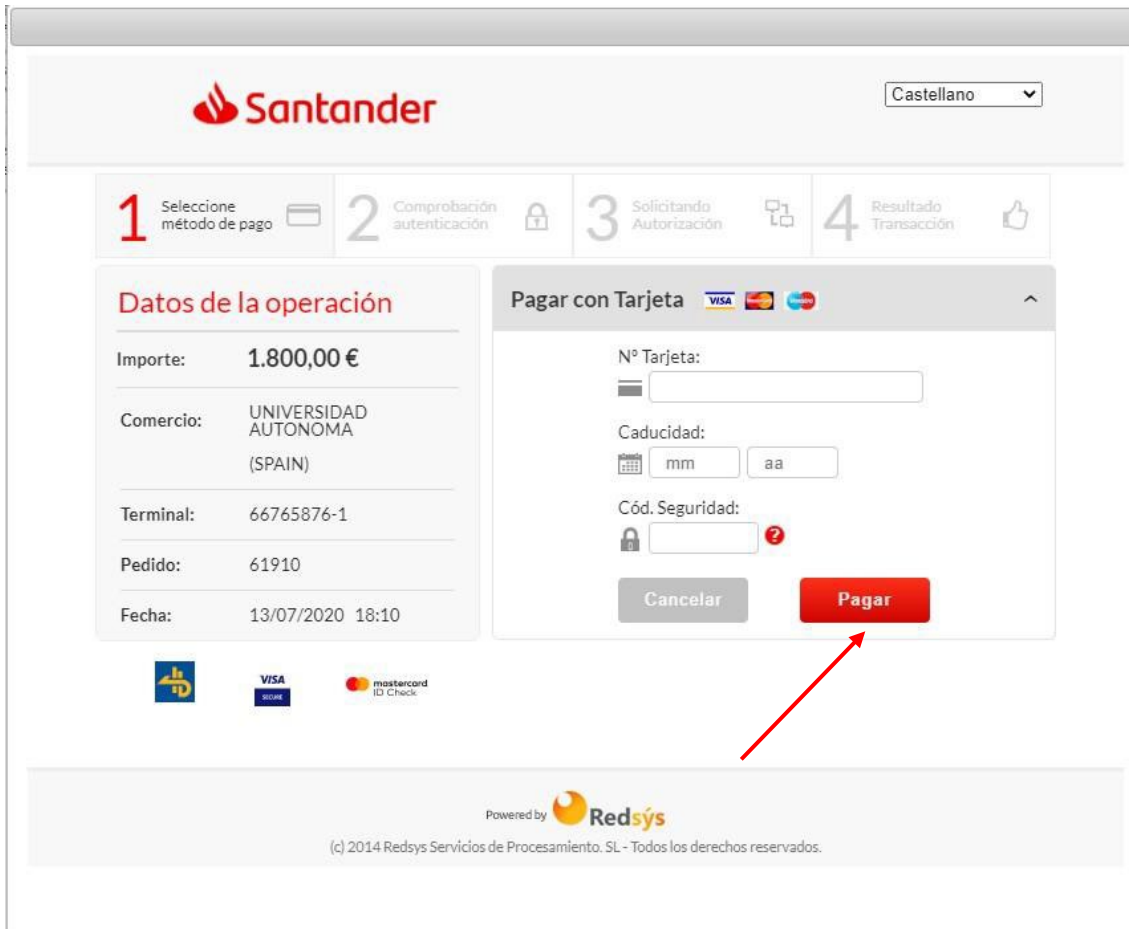 Santander
Castellano
1 Seleccione
método de pago
2 Comprobación
autenticación
3 Solicitando
Autorización
4 Resultado
Transacción
Datos de la operación
Importe: 1.800,00 €
Comercio: UNIVERSIDAD
AUTONOMA
(SPAIN)
Terminal: 66765876-1
Pedido: 61910
Fecha: 13/07/2020 18:10
Pagar con Tarjeta VISA
Nº Tarjeta:
Caducidad:
mm aa
Cód. Seguridad:
?
Cancelar Pagar
VISA
SECURE
mastercard
ID Check
Powered by Redsýs
(c) 2014 Redsys Servicios de Procesamiento. SL - Todos los derechos reservados.